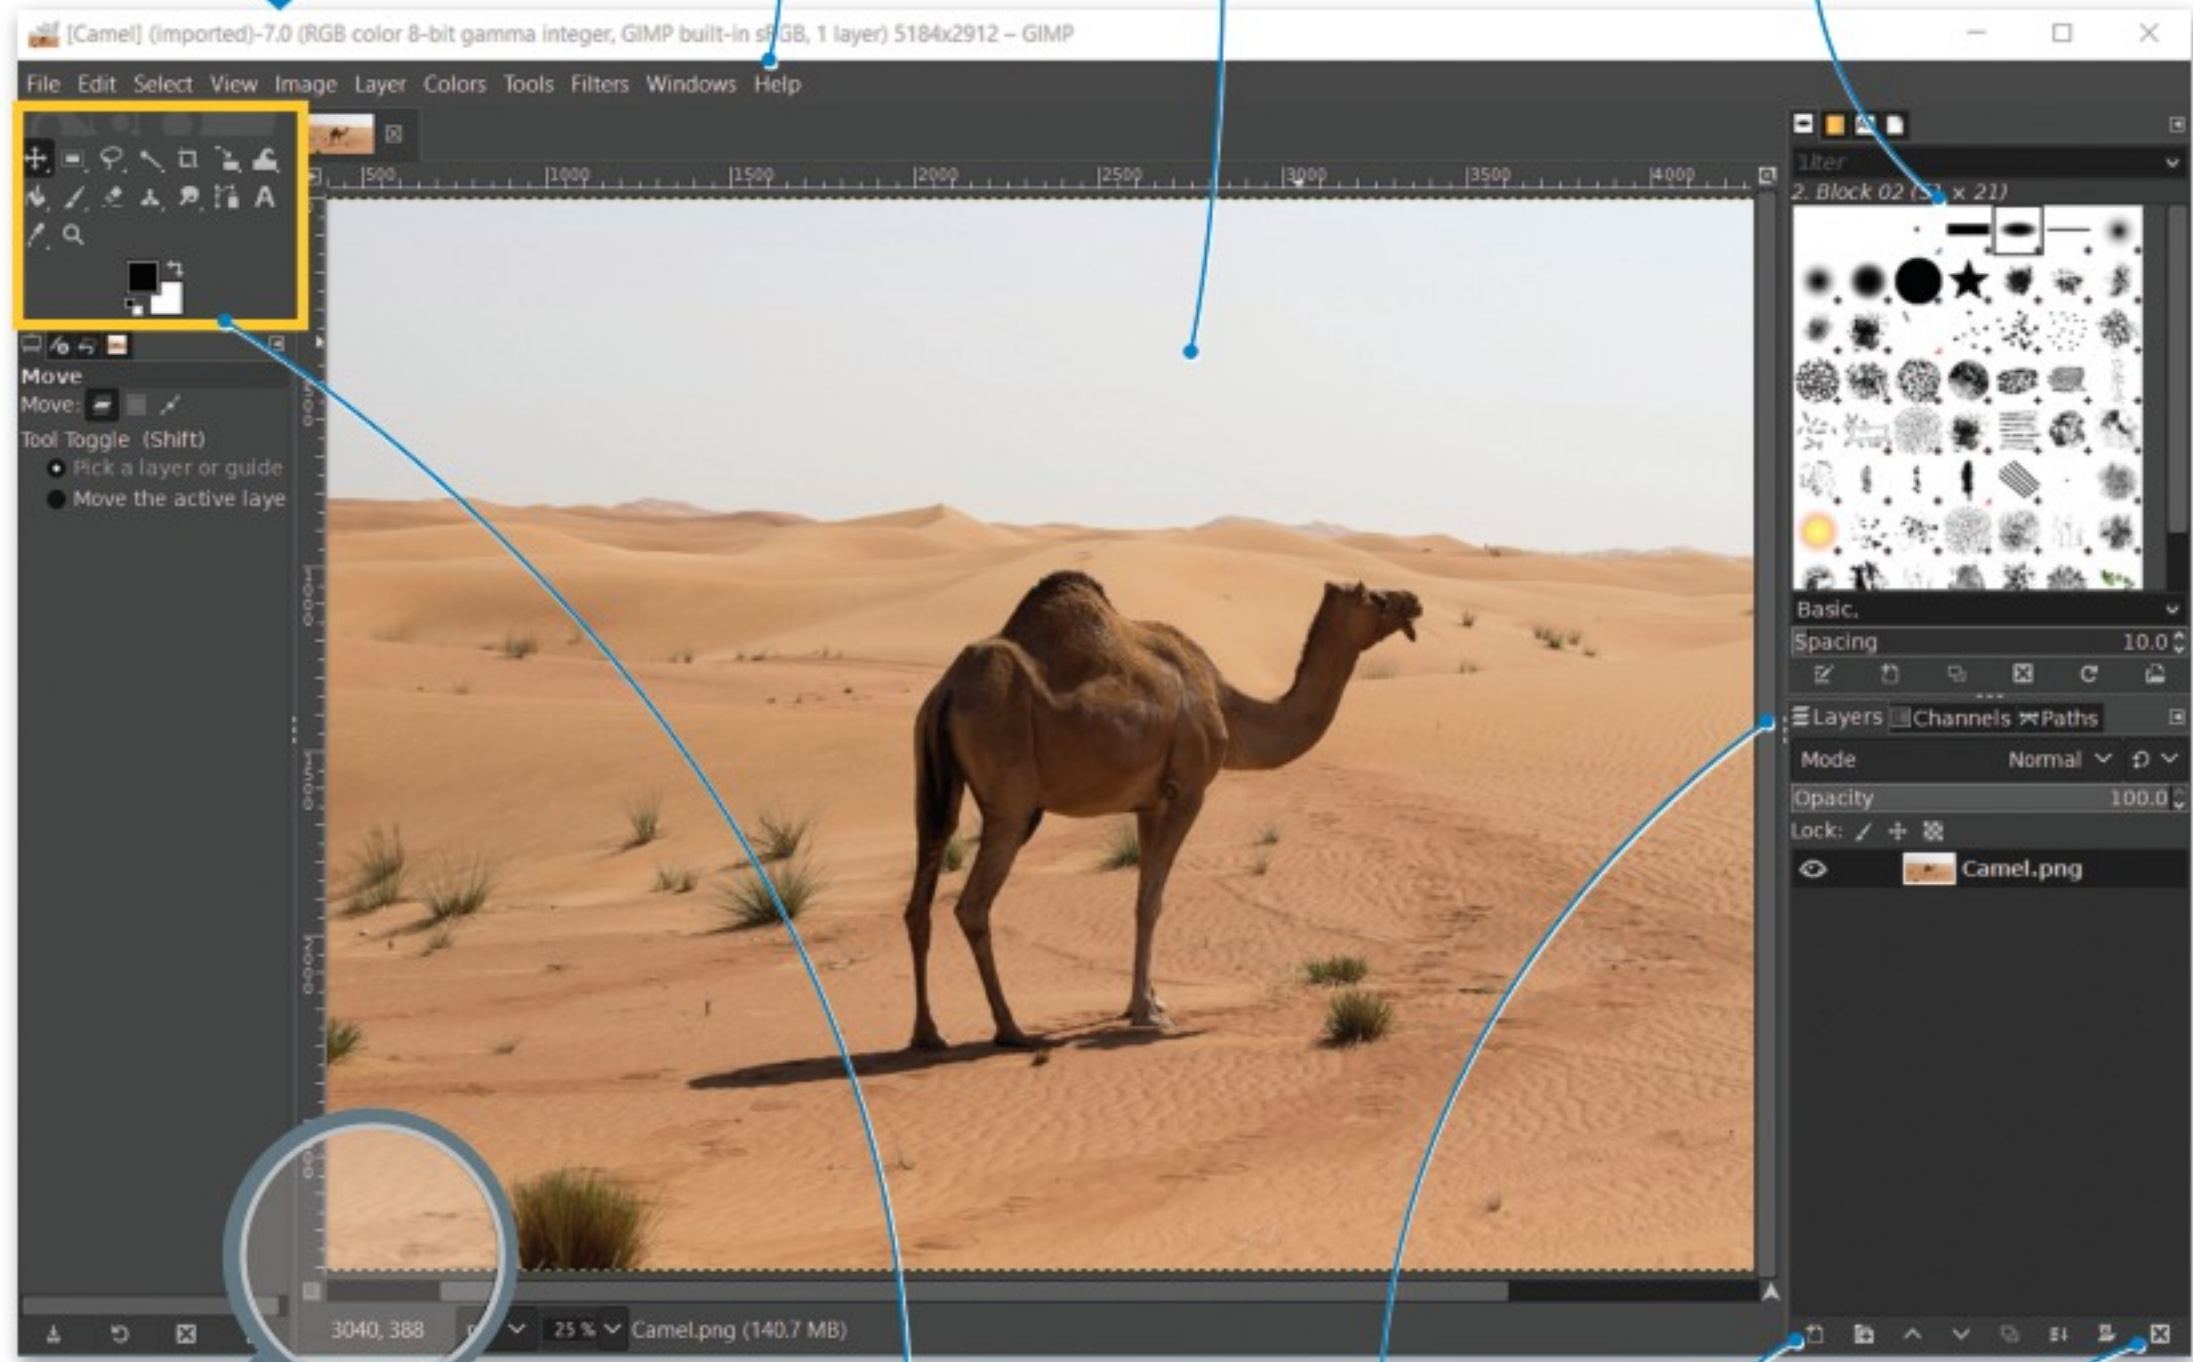 [Camel] (imported)-7.0 (RGB color 8-bit gamma integer, GIMP built-in sRGB, 1 layer) 5184x2912 – GIMP
File Edit Select View Image Layer Colors Tools Filters Windows Help
500 1000 1500 2000 2500 3000 3500 4000
2. Block 02 (51 × 21)
Move
Move:
Tool Toggle (Shift)
Pick a layer or guide
Move the active laye
Basic.
Spacing 10.0
Layers Channels Paths
Mode Normal
Opacity 100.0
Lock:
Camel.png
3040, 388 25 % Camel.png (140.7 MB)